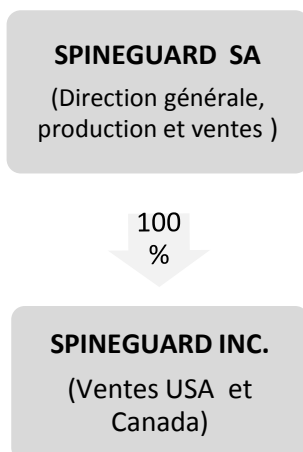 SPINEGUARD SA
(Direction générale,
production et ventes )
100
%
SPINEGUARD INC.
(Ventes USA et
Canada)